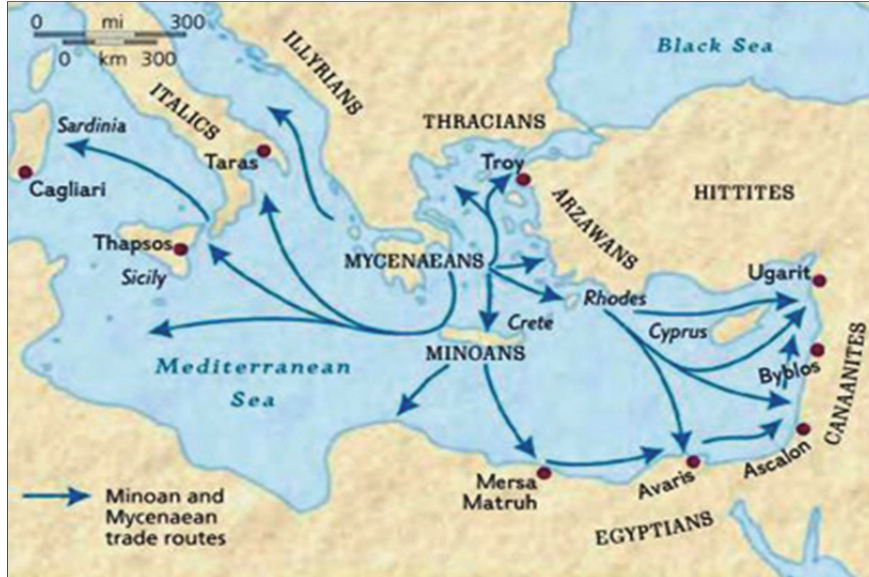 0 mi 300
0 km 300
Black Sea
ILLYRIANS
ITALICS
THRACIANS
Sardinia
Taras
Troy
Cagliari
HITTITES
ARZAWANS
Thapsos
MYCENAEANS
Sicily
Ugarit
Rhodes
Crete
Cyprus
MINOANS
Mediterranean
Sea
Byblos
CANAANITES
Ascalon
Mersa
Matruh
Avaris
EGYPTIANS
Minoan and
Mycenaean
trade routes